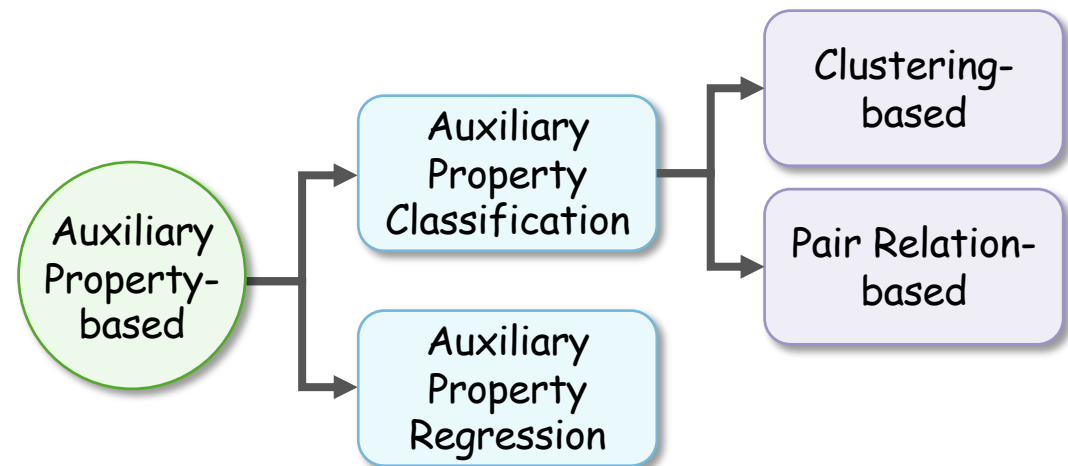 Auxiliary
Property-
based
Auxiliary
Property
Classification
Auxiliary
Property
Regression
Clustering-
based
Pair Relation-
based